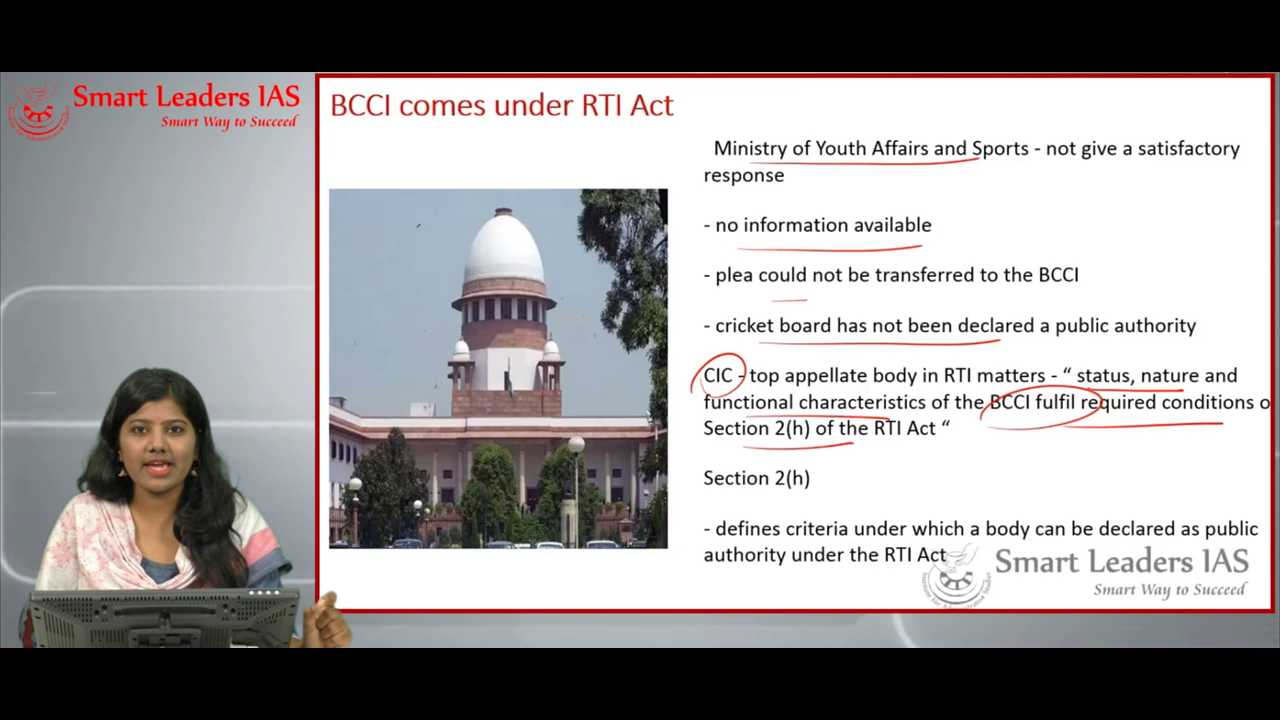 Smart Leaders IAS
Smart Way to Succeed
BCCI comes under RTI Act
Ministry of Youth Affairs and Sports - not give a satisfactory
response
- no information available
- plea could not be transferred to the BCCI
- cricket board has not been declared a public authority
CIC - top appellate body in RTI matters - “ status, nature and
functional characteristics of the BCCI fulfil required conditions o
Section 2(h) of the RTI Act “
Section 2(h)
- defines criteria under which a body can be declared as public
authority under the RTI Act
Smart Leaders IAS
Smart Way to Succeed